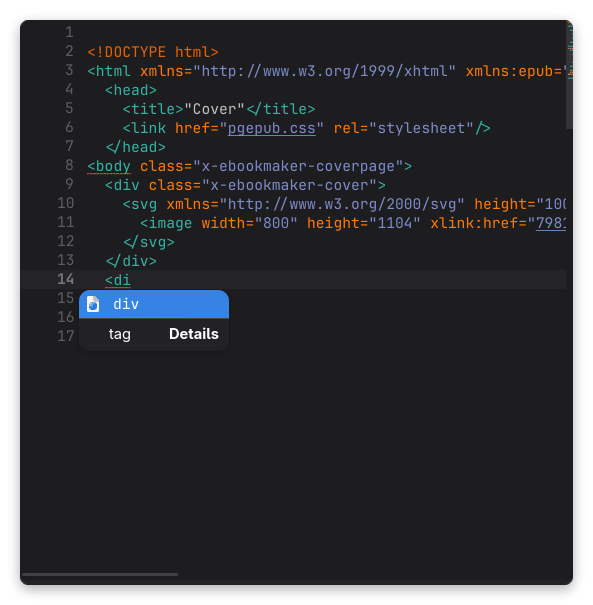 1
2 <!DOCTYPE html>
3 <html xmlns="http://www.w3.org/1999/xhtml" xmlns:epub="
4 <head>
5 <title>"Cover"</title>
6 <link href="pgepub.css" rel="stylesheet"/>
7 </head>
8 <body class="x-ebookmaker-coverpage">
9 <div class="x-ebookmaker-cover">
10 <svg xmlns="http://www.w3.org/2000/svg" height="100
11 <image width="800" height="1104" xlink:href="7981
12 </svg>
13 </div>
14 <di
15 div
16 tag Details
17